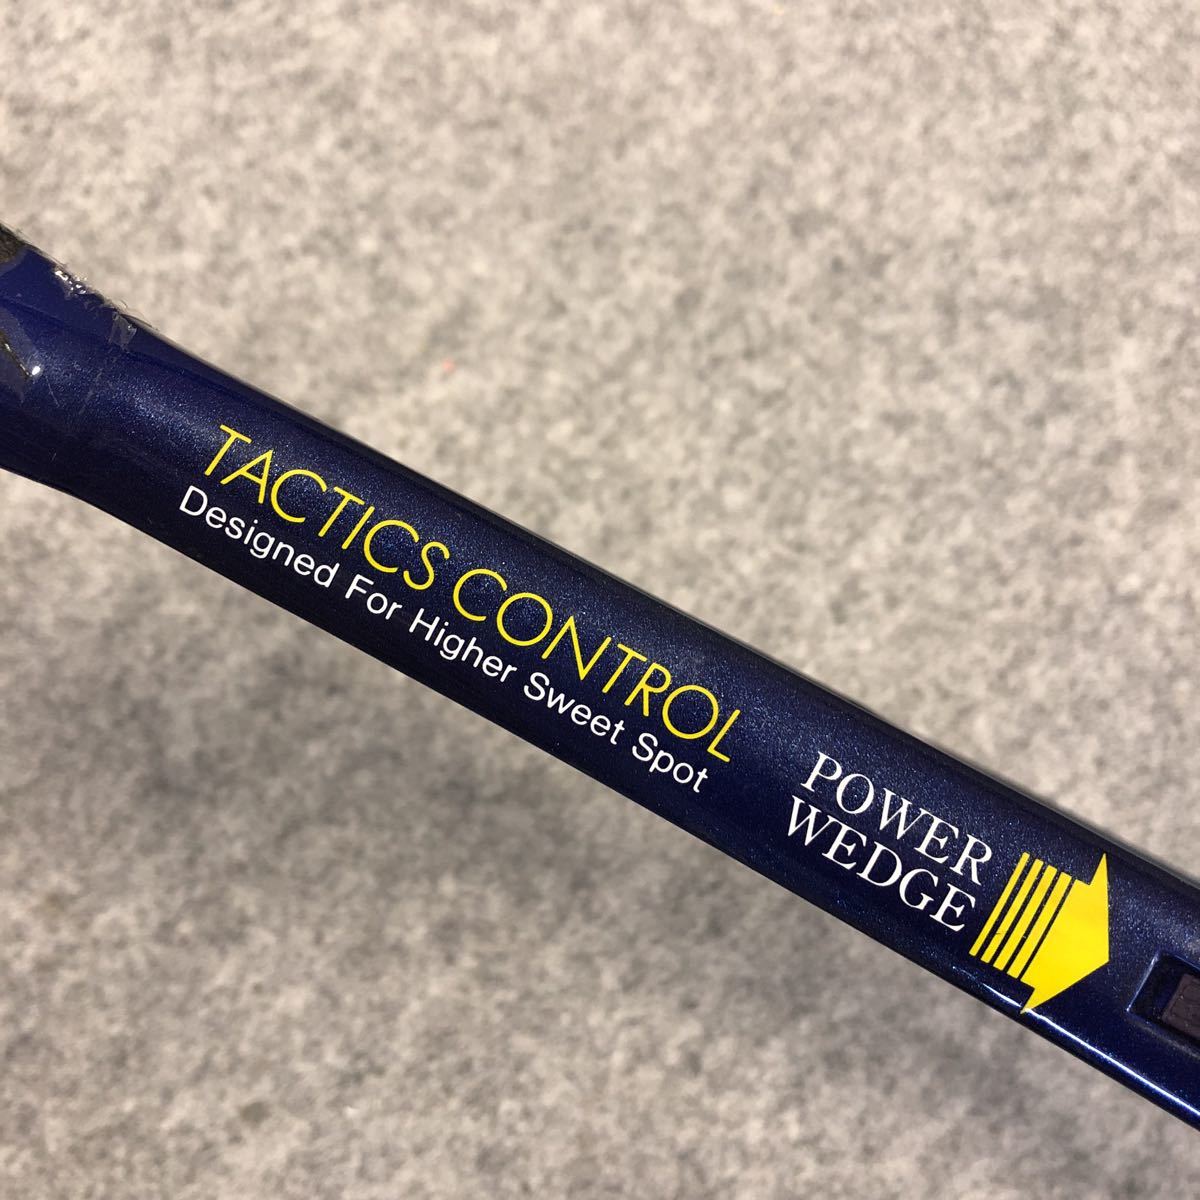 TACTICS CONTROL
Designed For Higher Sweet Spot
POWER
WEDGE